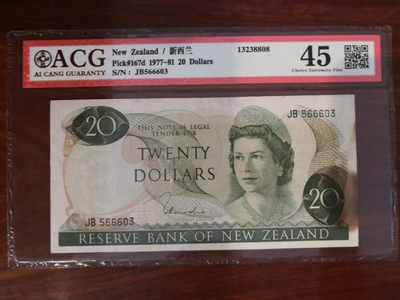 ACG
AI CANG GUARANTY
New Zealand / 新西兰
Pick#167d 1977-81 20 Dollars
S/N: JB566603
13238808
45
Choice Extremely Fine
20
JB 566603
THIS NOTE IS LEGAL
TENDER FOR
TWENTY
DOLLARS
20
JB 566603
RESERVE BANK OF NEW ZEALAND